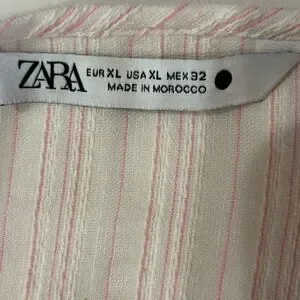 ZARA
EUR XL USA XL MEX 32
MADE IN MOROCCO